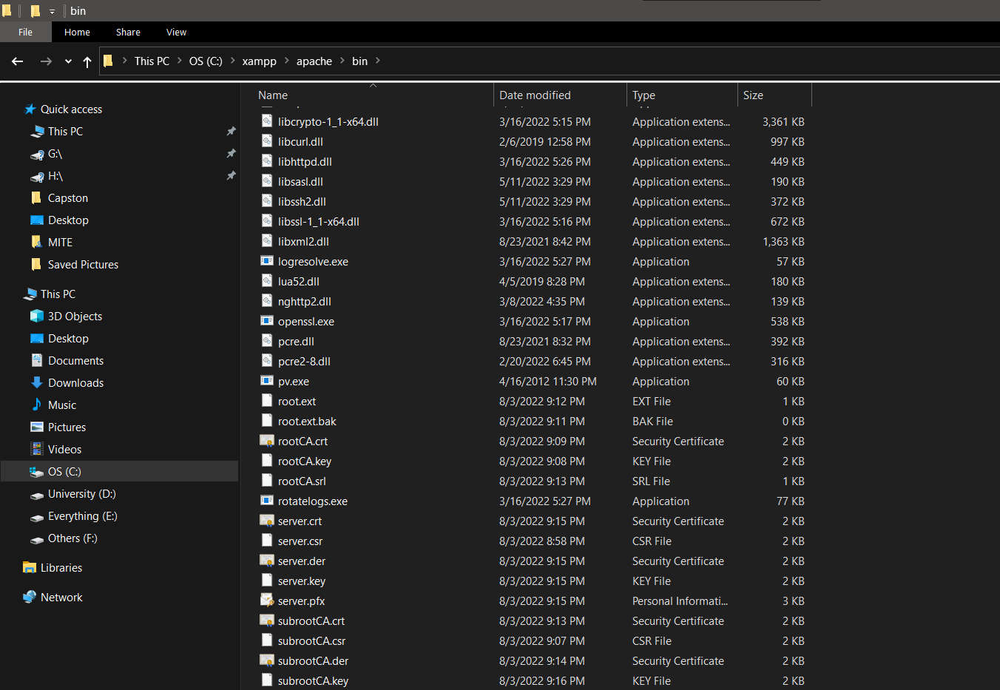 bin
File Home Share View
This PC OS (C:) xampp apache bin
Quick access
This PC
G:\
H:\
Capston
Desktop
MITE
Saved Pictures
This PC
3D Objects
Desktop
Documents
Downloads
Music
Pictures
Videos
OS (C:)
University (D:)
Everything (E:)
Others (F:)
Libraries
Network
Name Date modified Type Size
libcrypto-1_1-x64.dll 3/16/2022 5:15 PM Application extens... 3,361 KB
libcurl.dll 2/6/2019 12:58 PM Application extens... 997 KB
libhttpd.dll 3/16/2022 5:26 PM Application extens... 449 KB
libsasl.dll 5/11/2022 3:29 PM Application extens... 190 KB
libssh2.dll 5/11/2022 3:29 PM Application extens... 372 KB
libssl-1_1-x64.dll 3/16/2022 5:16 PM Application extens... 672 KB
libxml2.dll 8/23/2021 8:42 PM Application extens... 1,363 KB
logresolve.exe 3/16/2022 5:27 PM Application 57 KB
lua52.dll 4/5/2019 8:28 PM Application extens... 180 KB
nghttp2.dll 3/8/2022 4:35 PM Application extens... 139 KB
openssl.exe 3/16/2022 5:17 PM Application 538 KB
pcre.dll 8/23/2021 8:32 PM Application extens... 392 KB
pcre2-8.dll 2/20/2022 6:45 PM Application extens... 316 KB
pv.exe 4/16/2012 11:30 PM Application 60 KB
root.ext 8/3/2022 9:12 PM EXT File 1 KB
root.ext.bak 8/3/2022 9:11 PM BAK File 0 KB
rootCA.crt 8/3/2022 9:09 PM Security Certificate 2 KB
rootCA.key 8/3/2022 9:08 PM KEY File 2 KB
rootCA.srl 8/3/2022 9:13 PM SRL File 1 KB
rotatelogs.exe 3/16/2022 5:27 PM Application 77 KB
server.crt 8/3/2022 9:15 PM Security Certificate 2 KB
server.csr 8/3/2022 8:58 PM CSR File 2 KB
server.der 8/3/2022 9:15 PM Security Certificate 2 KB
server.key 8/3/2022 9:15 PM KEY File 2 KB
server.pfx 8/3/2022 9:15 PM Personal Informati... 3 KB
subrootCA.crt 8/3/2022 9:13 PM Security Certificate 2 KB
subrootCA.csr 8/3/2022 9:07 PM CSR File 2 KB
subrootCA.der 8/3/2022 9:14 PM Security Certificate 2 KB
subrootCA.key 8/3/2022 9:16 PM KEY File 2 KB